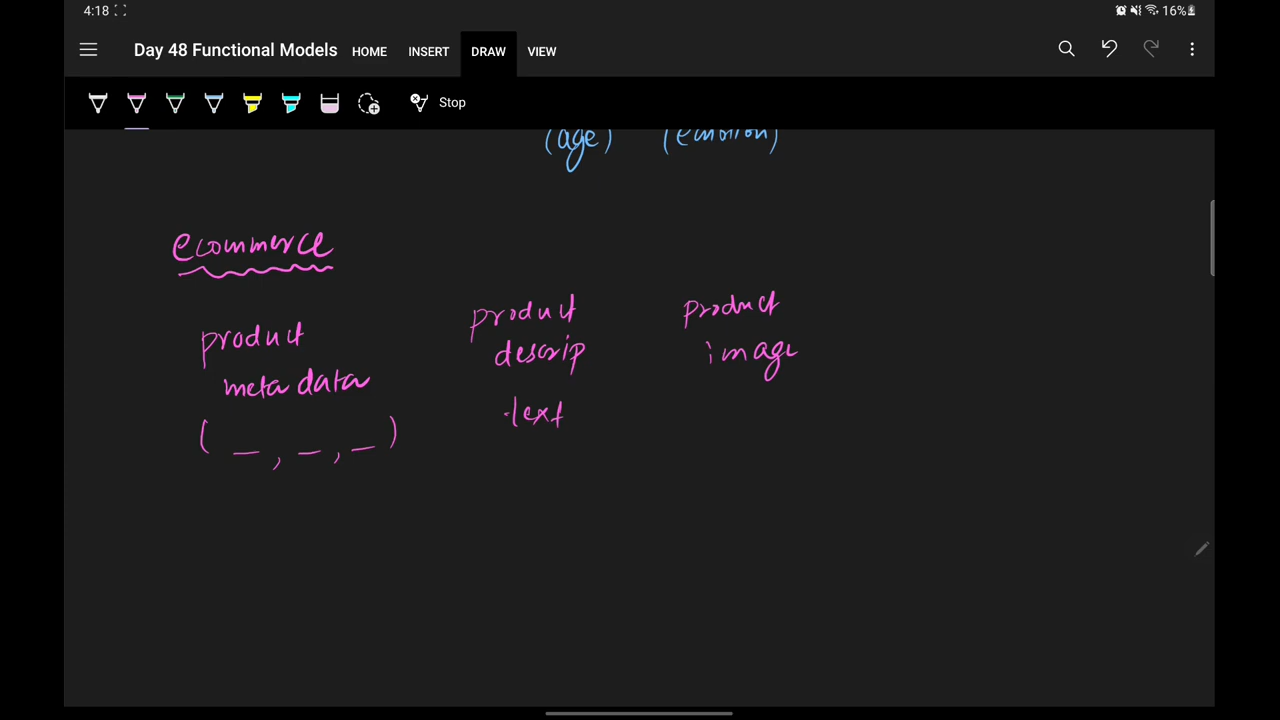 4:18 16%
Day 48 Functional Models HOME INSERT DRAW VIEW
Stop
(age) (emotion)
ecommerce
product product product
meta data descrip image
( _ , _ , _ ) text